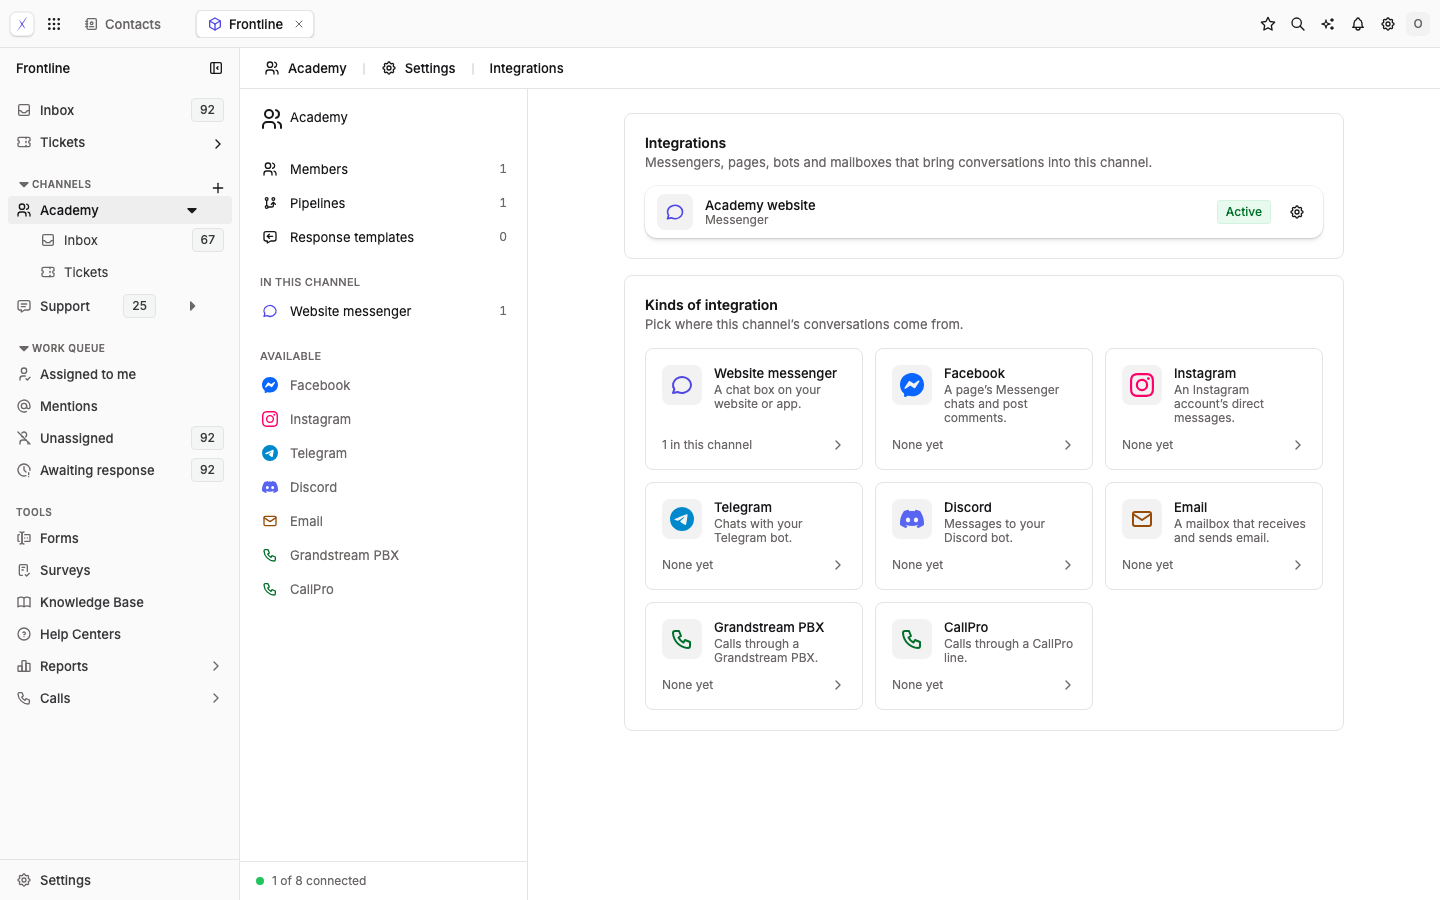 Contacts
Frontline
O
Frontline
Inbox 92
Tickets
CHANNELS
Academy
Inbox 67
Tickets
Support 25
WORK QUEUE
Assigned to me
Mentions
Unassigned 92
Awaiting response 92
TOOLS
Forms
Surveys
Knowledge Base
Help Centers
Reports
Calls
Settings
Academy | Settings | Integrations
Academy
Members 1
Pipelines 1
Response templates 0
IN THIS CHANNEL
Website messenger 1
AVAILABLE
Facebook
Instagram
Telegram
Discord
Email
Grandstream PBX
CallPro
1 of 8 connected
Integrations
Messengers, pages, bots and mailboxes that bring conversations into this channel.
Academy website
Messenger
Active
Kinds of integration
Pick where this channel’s conversations come from.
Website messenger
A chat box on your
website or app.
1 in this channel
Facebook
A page’s Messenger
chats and post
comments.
None yet
Instagram
An Instagram
account’s direct
messages.
None yet
Telegram
Chats with your
Telegram bot.
None yet
Discord
Messages to your
Discord bot.
None yet
Email
A mailbox that receives
and sends email.
None yet
Grandstream PBX
Calls through a
Grandstream PBX.
None yet
CallPro
Calls through a CallPro
line.
None yet